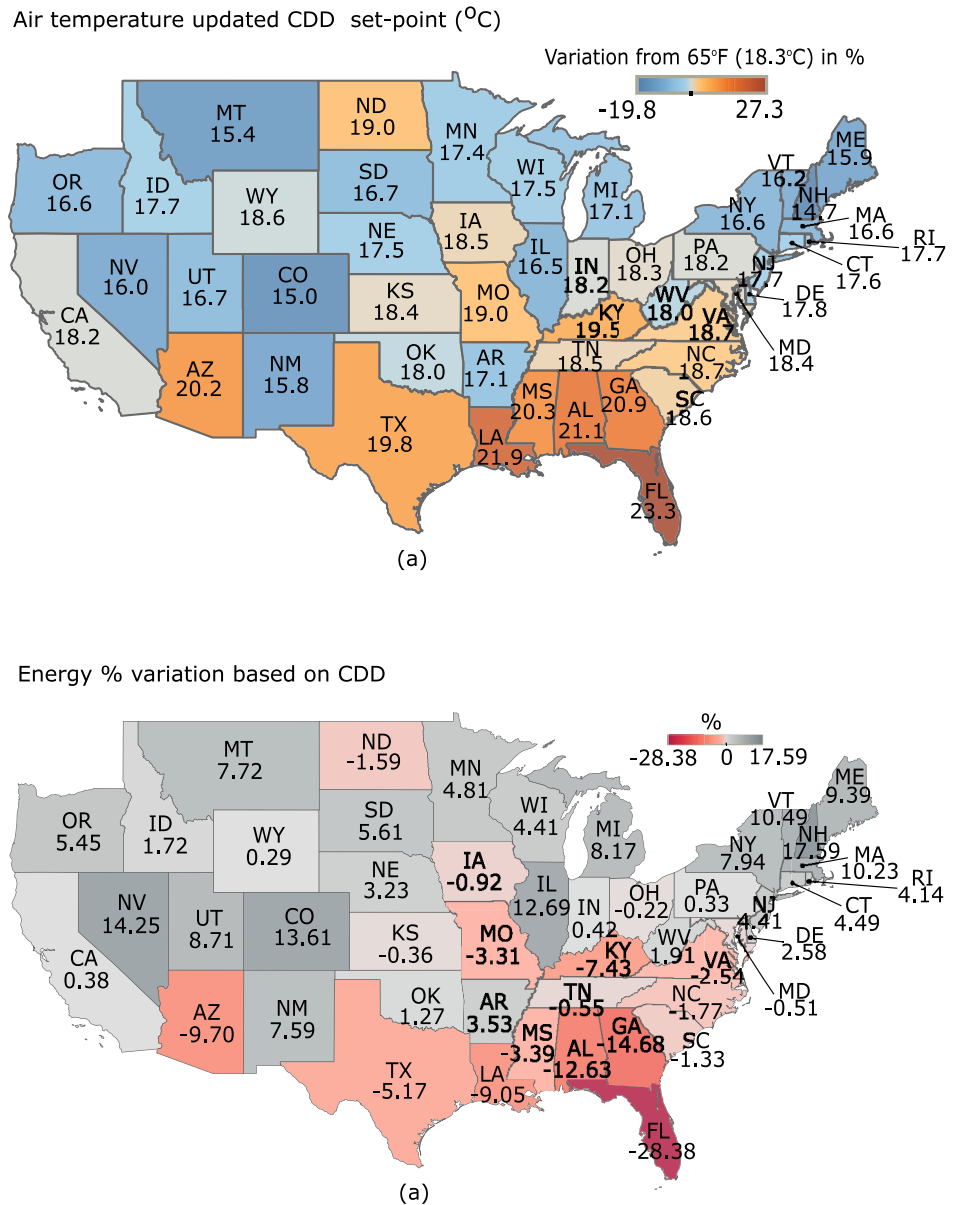 Air temperature updated CDD set-point (⁰C)
Variation from 65°F (18.3°C) in %
-19.8 27.3
MT
15.4
ND
19.0
MN
17.4
ME
15.9
VT
16.2
NH
14.7
OR
16.6
ID
17.7
WY
18.6
SD
16.7
WI
17.5
MI
17.1
NY
16.6
MA
16.6
RI
17.7
CT
17.6
NV
16.0
UT
16.7
CO
15.0
NE
17.5
IA
18.5
IL
16.5
IN
18.2
OH
18.3
PA
18.2
NJ
17.7
DE
17.8
MD
18.4
CA
18.2
KS
18.4
MO
19.0
KY
19.5
WV
18.0
VA
18.7
AZ
20.2
NM
15.8
OK
18.0
AR
17.1
TN
18.5
NC
18.7
SC
18.6
TX
19.8
LA
21.9
MS
20.3
AL
21.1
GA
20.9
FL
23.3
(a)
Energy % variation based on CDD
%
-28.38 0 17.59
MT
7.72
ND
-1.59
MN
4.81
ME
9.39
VT
10.49
NH
17.59
OR
5.45
ID
1.72
WY
0.29
SD
5.61
WI
4.41
MI
8.17
NY
7.94
MA
10.23
RI
4.14
CT
4.49
NV
14.25
UT
8.71
CO
13.61
NE
3.23
IA
-0.92
IL
12.69
IN
0.42
OH
-0.22
PA
0.33
NJ
4.41
DE
2.58
MD
-0.51
CA
0.38
KS
-0.36
MO
-3.31
KY
-7.43
WV
1.91
VA
-2.54
AZ
-9.70
NM
7.59
OK
1.27
AR
3.53
TN
-0.55
NC
-1.77
SC
-1.33
TX
-5.17
LA
-9.05
MS
-3.39
AL
-12.63
GA
-14.68
FL
-28.38
(a)